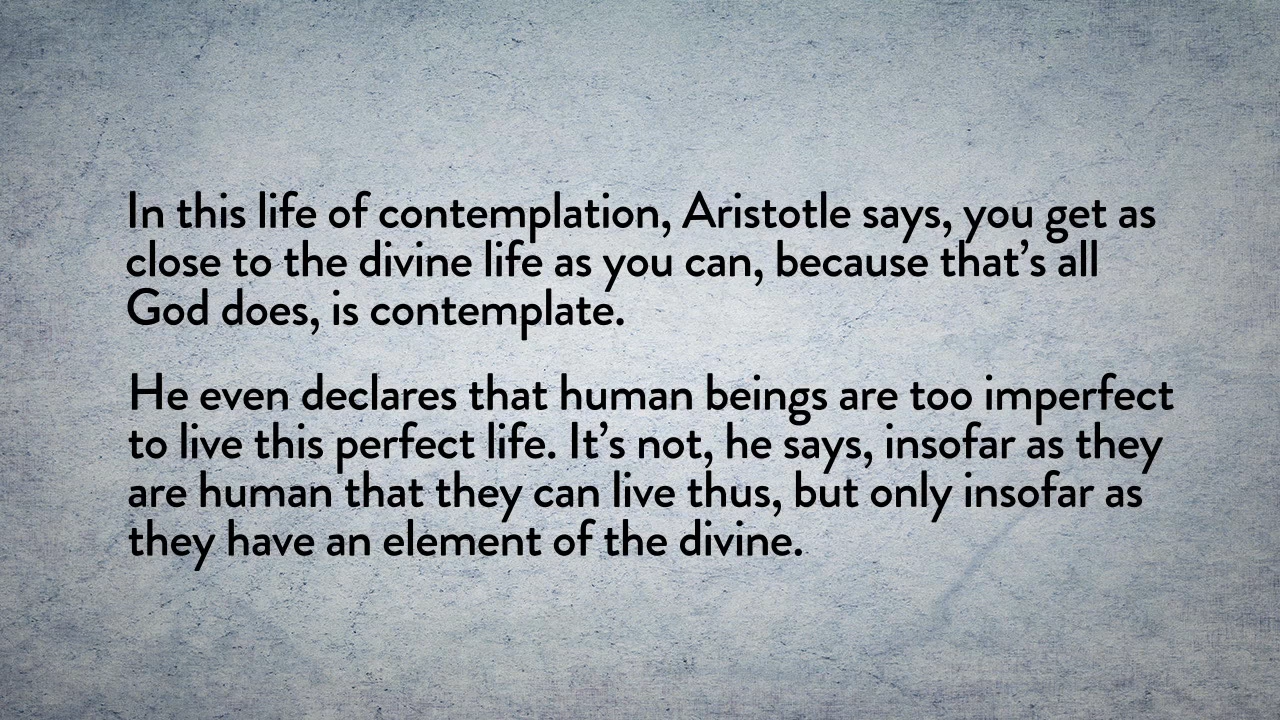 In this life of contemplation, Aristotle says, you get as
close to the divine life as you can, because that’s all
God does, is contemplate.
He even declares that human beings are too imperfect
to live this perfect life. It’s not, he says, insofar as they
are human that they can live thus, but only insofar as
they have an element of the divine.